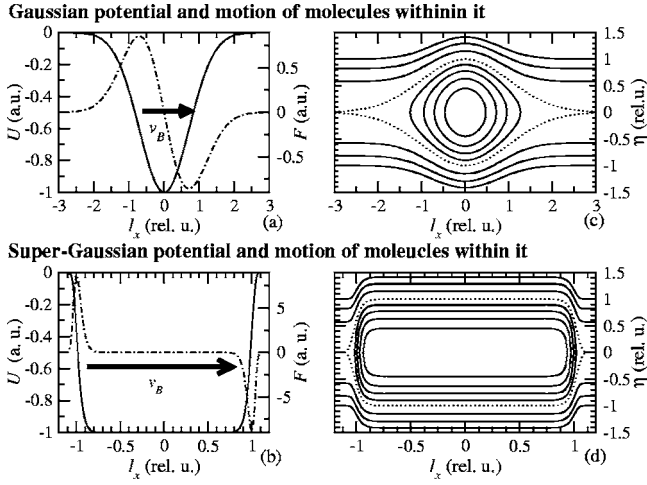 Gaussian potential and motion of molecules withinin it
0
-0.2
-0.4
-0.6
-0.8
-1
U (a.u.)
0.5
0
-0.5
F (a.u.)
v_B
-3 -2 -1 0 1 2 3
l_x (rel. u.)
(a)
1.5
1
0.5
0
-0.5
-1
-1.5
η (rel.u.)
-3 -2 -1 0 1 2 3
l_x (rel. u.)
(c)
Super-Gaussian potential and motion of moleucles within it
0
-0.2
-0.4
-0.6
-0.8
-1
U (a. u.)
5
0
-5
F (a. u.)
v_B
-1 -0.5 0 0.5 1
l_x (rel. u.)
(b)
1.5
1
0.5
0
-0.5
-1
-1.5
η (rel.u.)
-1 -0.5 0 0.5 1
l_x (rel. u.)
(d)